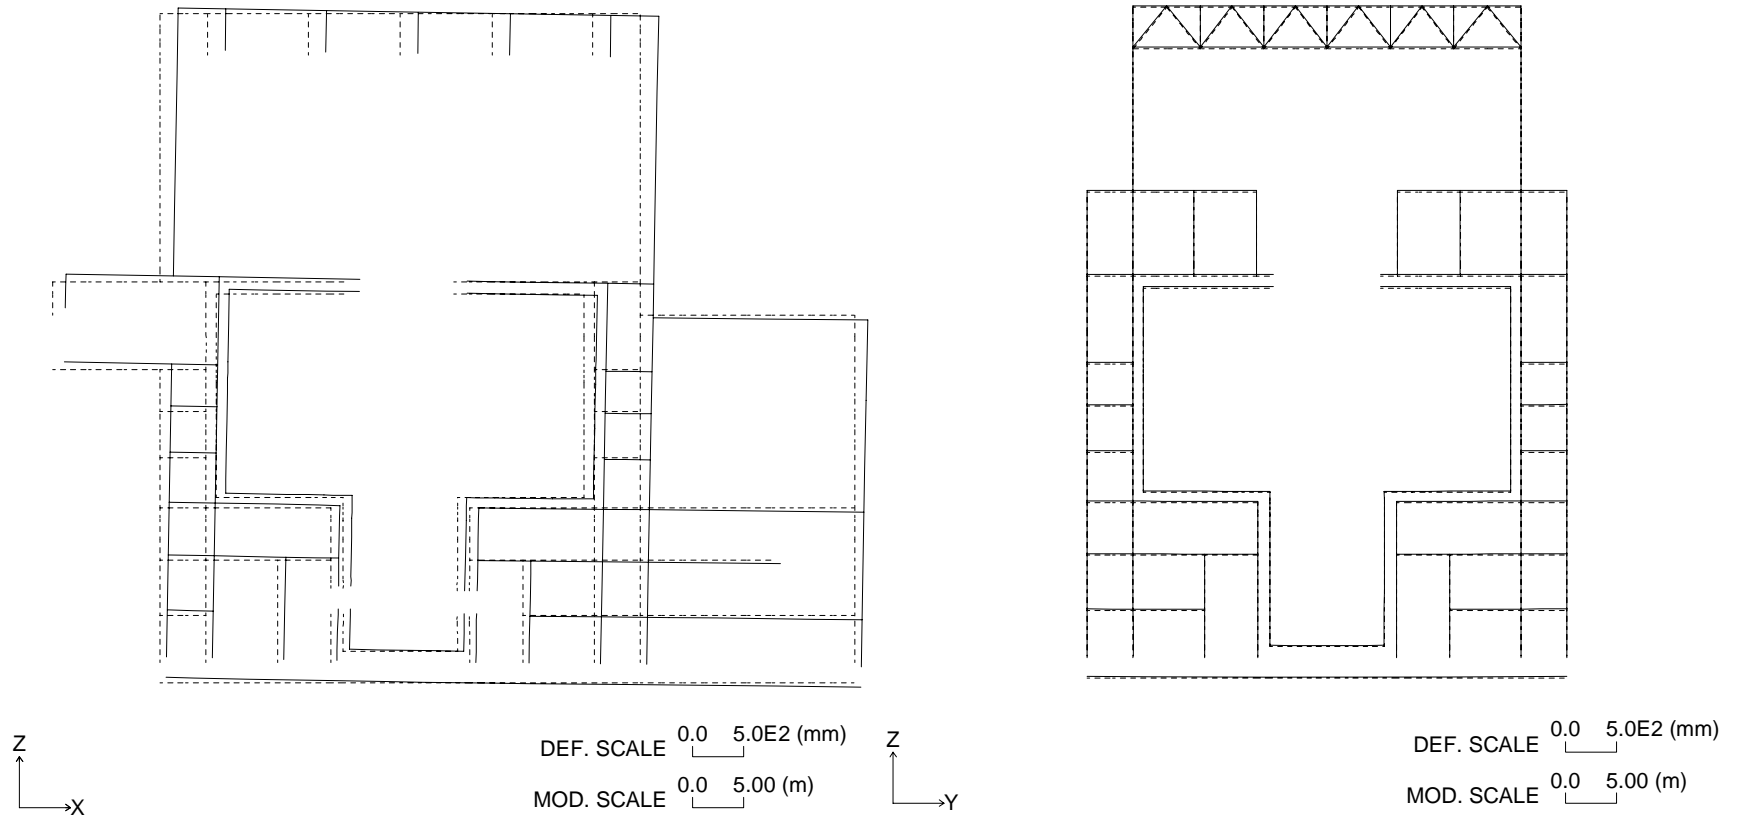 Z
X
DEF. SCALE 0.0 5.0E2 (mm)
MOD. SCALE 0.0 5.00 (m)
Z
Y
DEF. SCALE 0.0 5.0E2 (mm)
MOD. SCALE 0.0 5.00 (m)